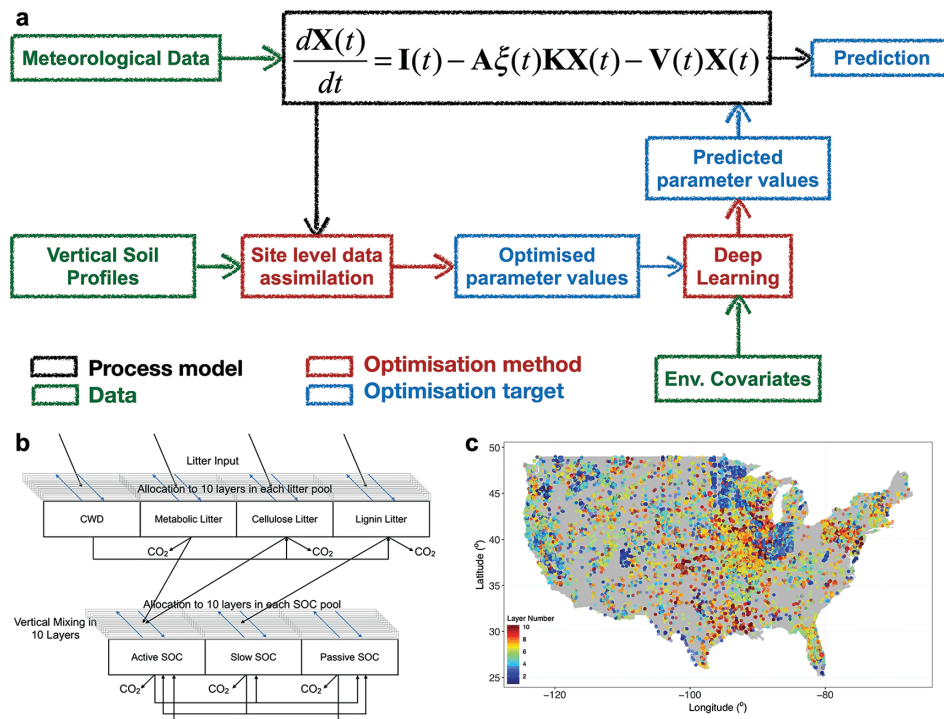 a
Meteorological Data
dX(t)/dt = I(t) − Aξ(t)KX(t) − V(t)X(t)
Prediction
Predicted
parameter values
Vertical Soil
Profiles
Site level data
assimilation
Optimised
parameter values
Deep
Learning
Process model
Data
Optimisation method
Optimisation target
Env. Covariates
b
Litter Input
Allocation to 10 layers in each litter pool
CWD
Metabolic Litter
Cellulose Litter
Lignin Litter
CO2
CO2
CO2
Allocation to 10 layers in each SOC pool
Vertical Mixing in
10 Layers
Active SOC
Slow SOC
Passive SOC
CO2
CO2
CO2
c
50
45
40
35
30
25
Latitude (°)
Layer Number
10
8
6
4
2
−120
−100
−80
Longitude (°)